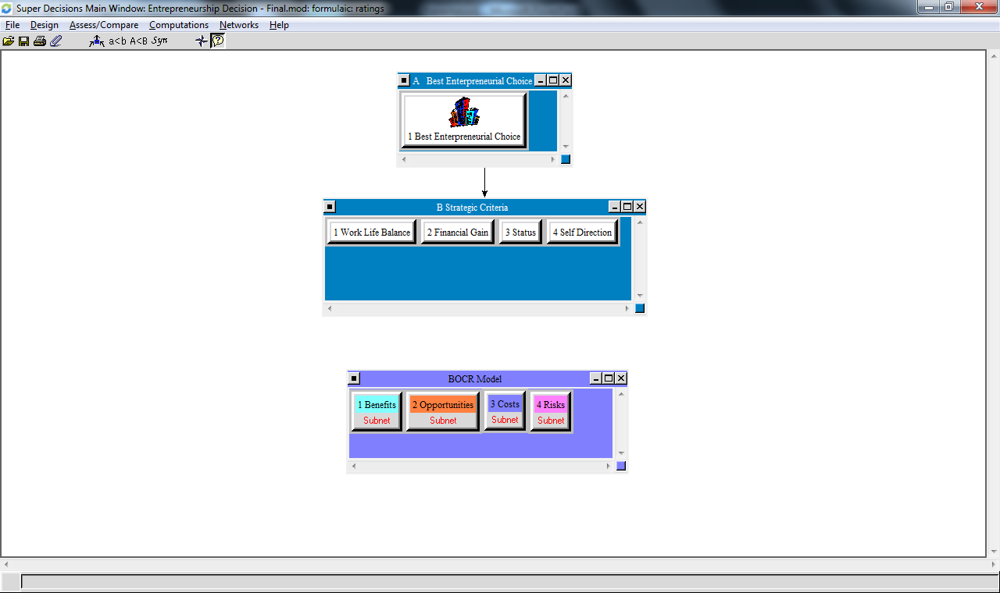 Super Decisions Main Window: Entrepreneurship Decision - Final.mod: formulaic: ratings
File Design Assess/Compare Computations Networks Help
a<b A<B Syn
A Best Enterpreneurial Choice
1 Best Enterpreneurial Choice
B Strategic Criteria
1 Work Life Balance 2 Financial Gain 3 Status 4 Self Direction
BOCR Model
1 Benefits 2 Opportunities 3 Costs 4 Risks
Subnet Subnet Subnet Subnet